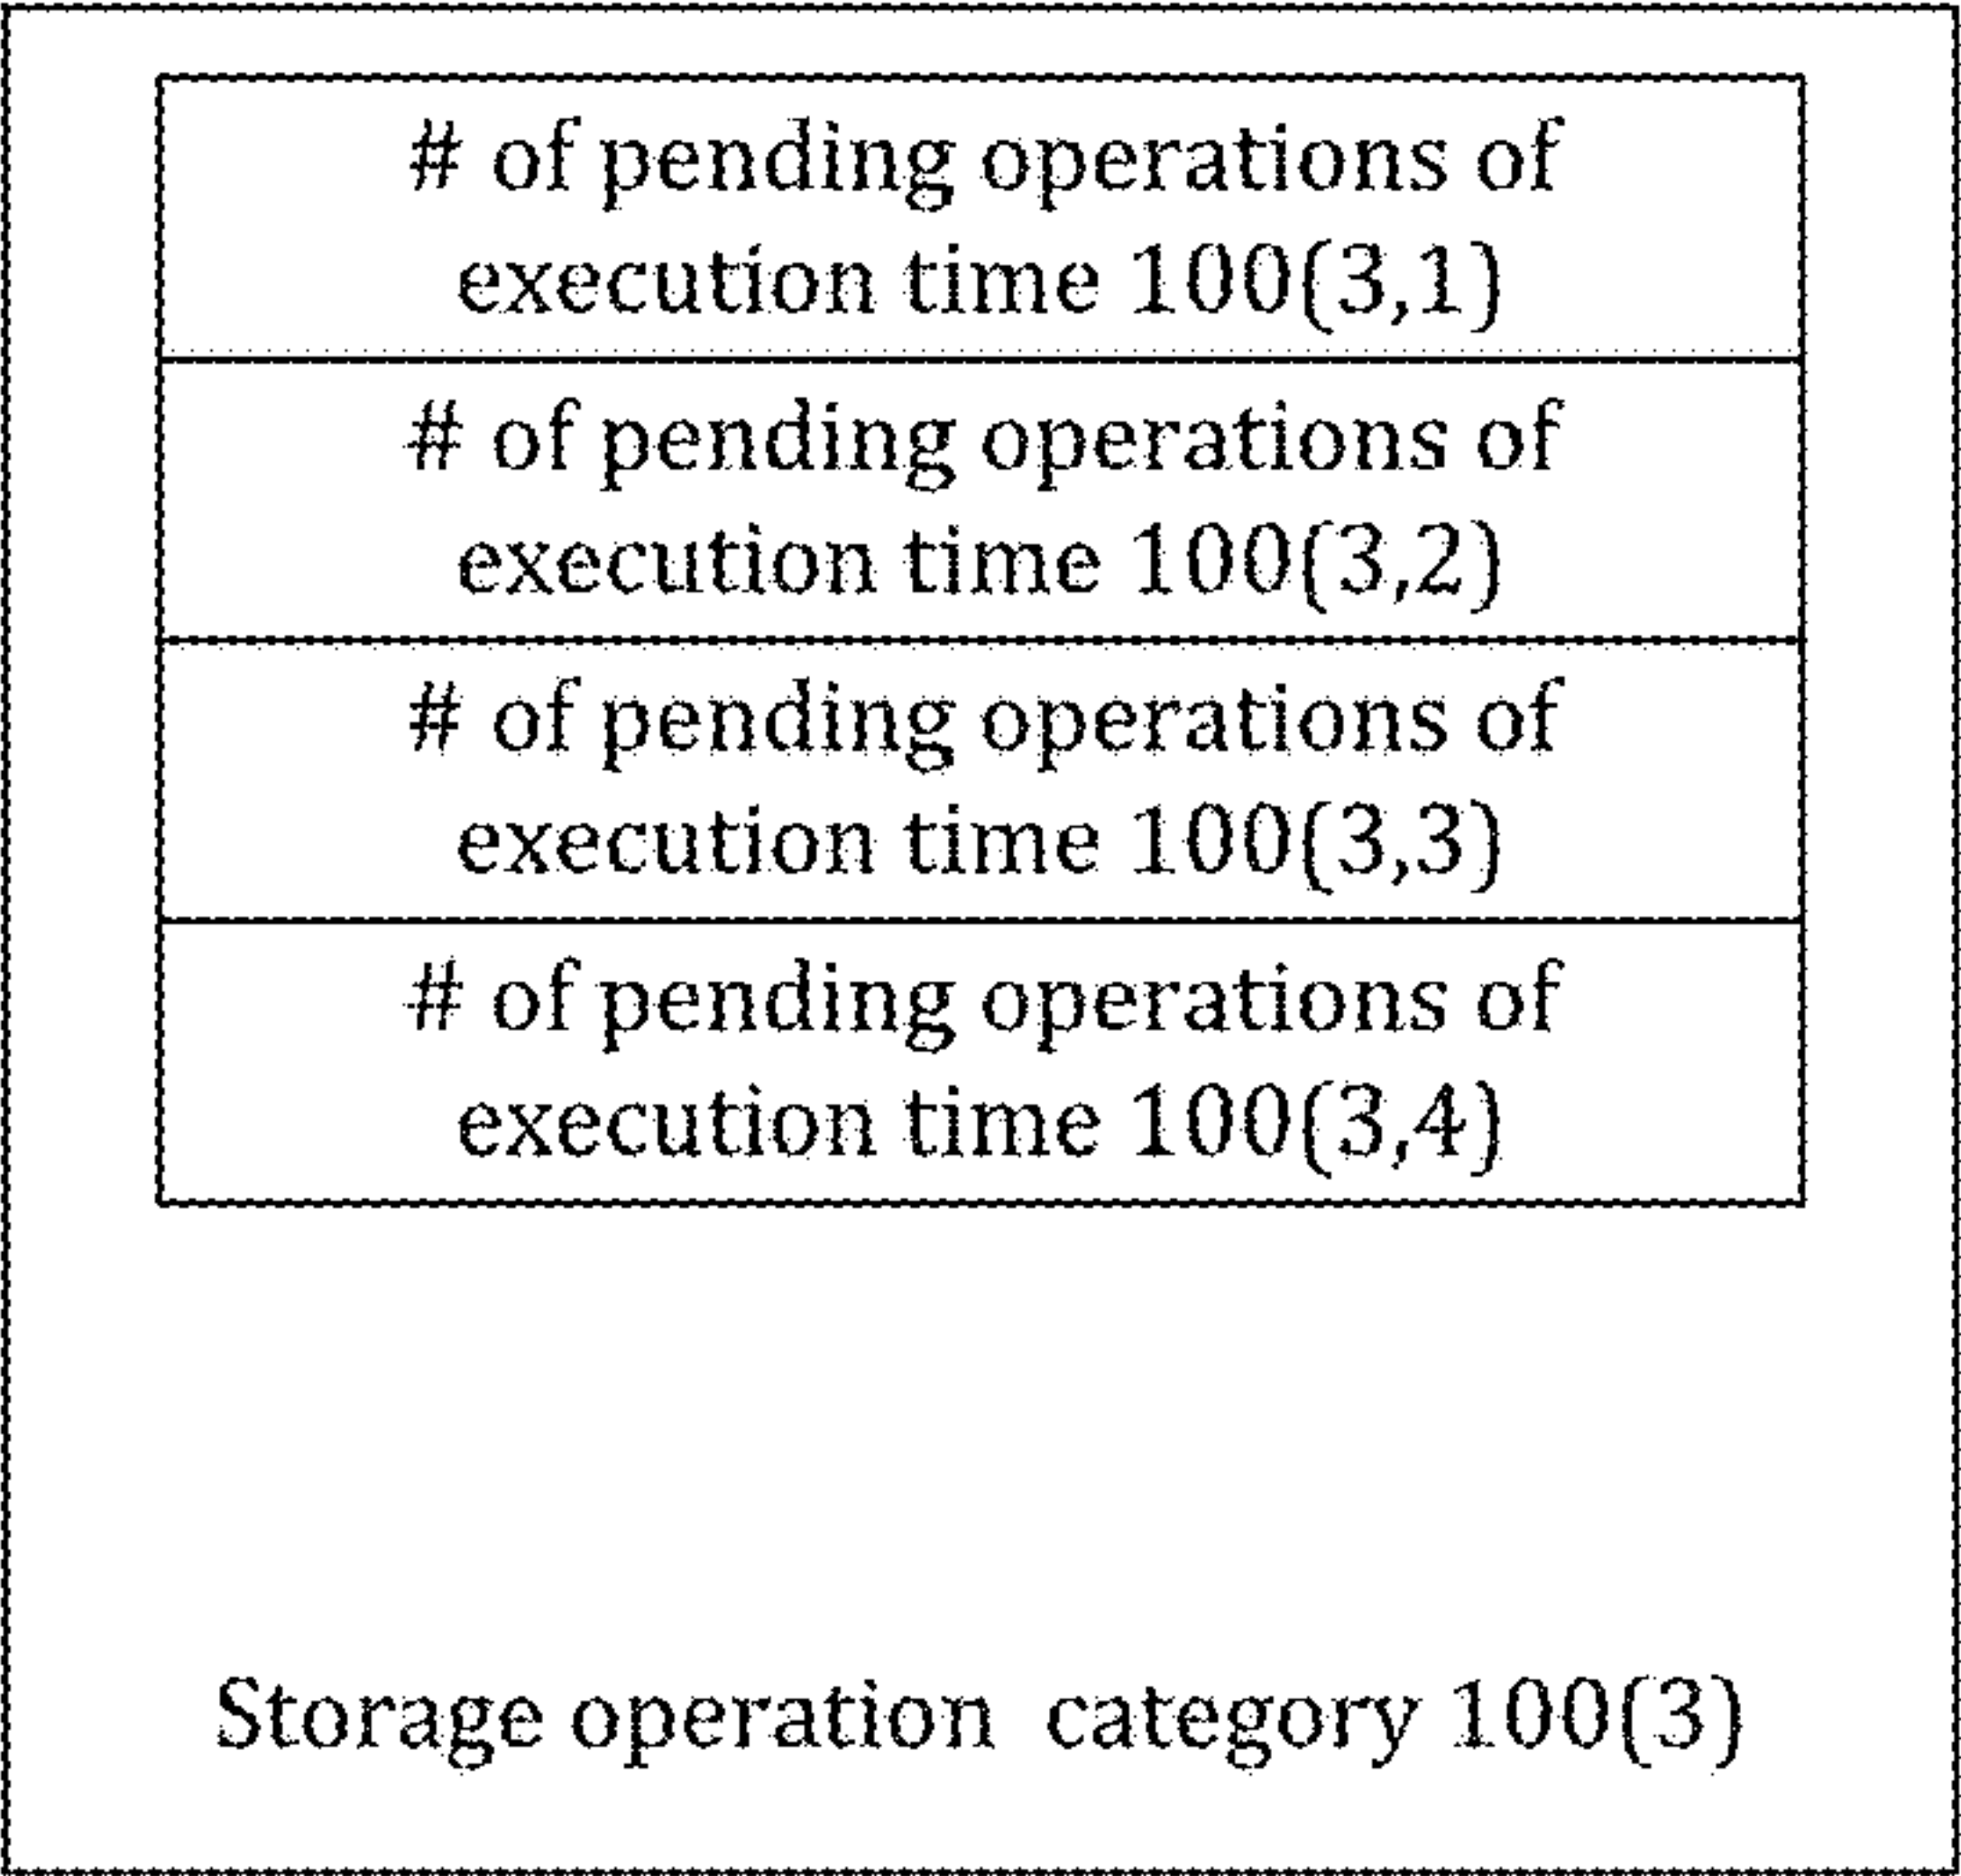 # of pending operations of
execution time 100(3,1)
# of pending operations of
execution time 100(3,2)
# of pending operations of
execution time 100(3,3)
# of pending operations of
execution time 100(3,4)
Storage operation category 100(3)